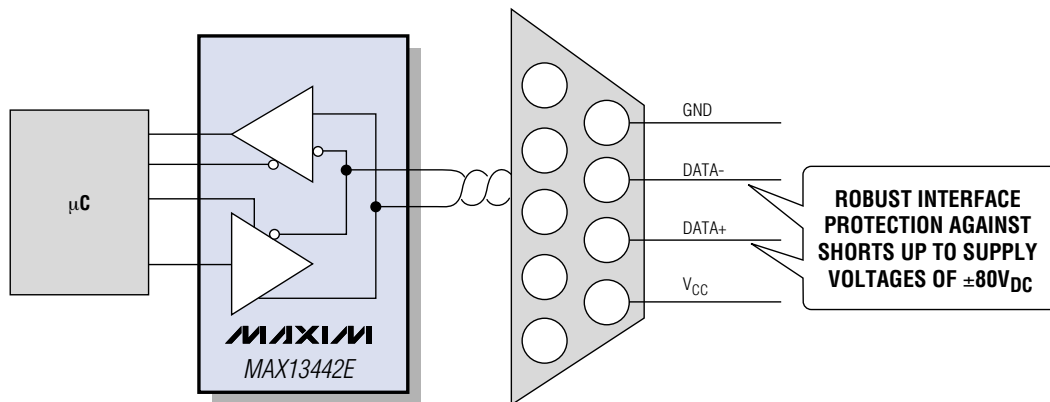 μC
MAXIM
MAX13442E
GND
DATA-
DATA+
VCC
ROBUST INTERFACE
PROTECTION AGAINST
SHORTS UP TO SUPPLY
VOLTAGES OF ±80VDC